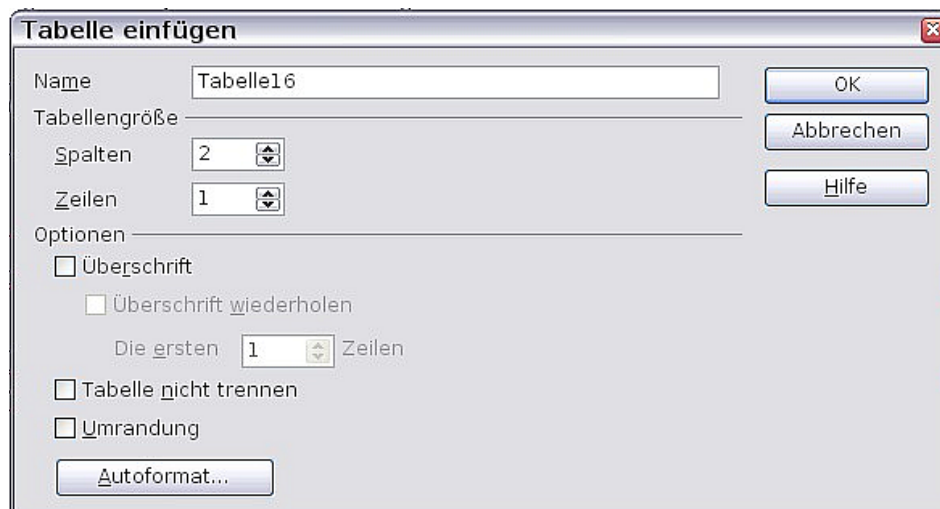 Tabelle einfügen
Name
Tabelle16
OK
Tabellengröße
Abbrechen
Spalten
2
Zeilen
1
Hilfe
Optionen
Überschrift
Überschrift wiederholen
Die ersten 1 Zeilen
Tabelle nicht trennen
Umrandung
Autoformat...